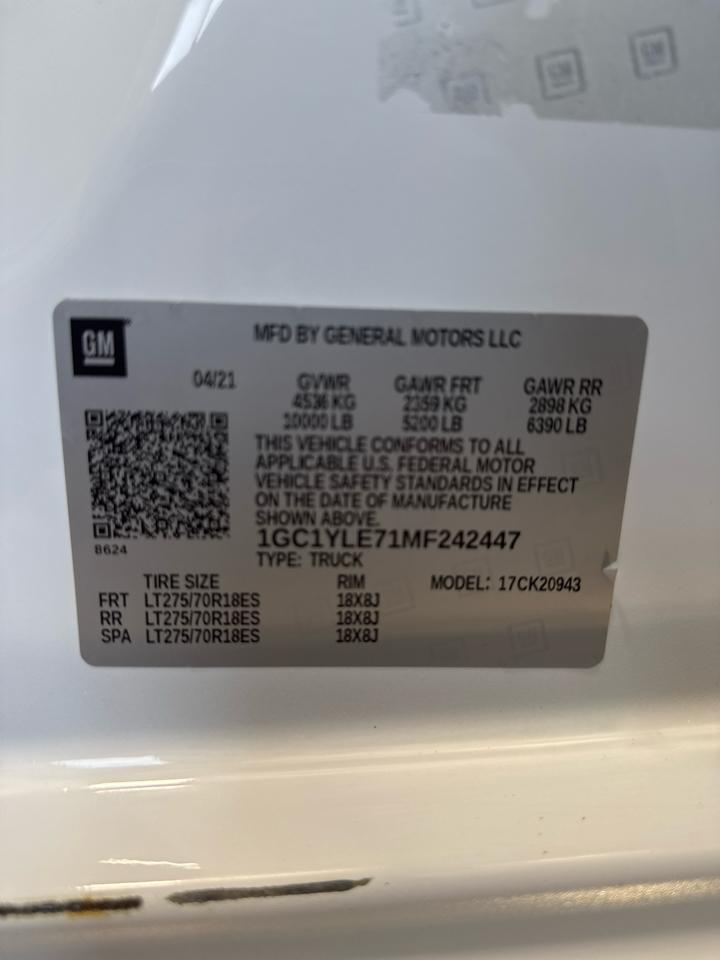 GM
GM
GM
GM
MFD BY GENERAL MOTORS LLC
04/21
GVWR GAWR FRT GAWR RR
4536 KG 2359 KG 2898 KG
10000 LB 5200 LB 6390 LB
THIS VEHICLE CONFORMS TO ALL
APPLICABLE U.S. FEDERAL MOTOR
VEHICLE SAFETY STANDARDS IN EFFECT
ON THE DATE OF MANUFACTURE
SHOWN ABOVE.
1GC1YLE71MF242447
8624
TYPE: TRUCK
TIRE SIZE RIM MODEL: 17CK20943
FRT LT275/70R18ES 18X8J
RR LT275/70R18ES 18X8J
SPA LT275/70R18ES 18X8J